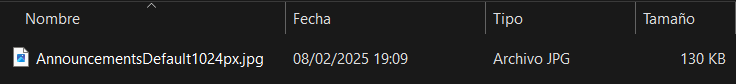 Nombre Fecha Tipo Tamaño
AnnouncementsDefault1024px.jpg 08/02/2025 19:09 Archivo JPG 130 KB